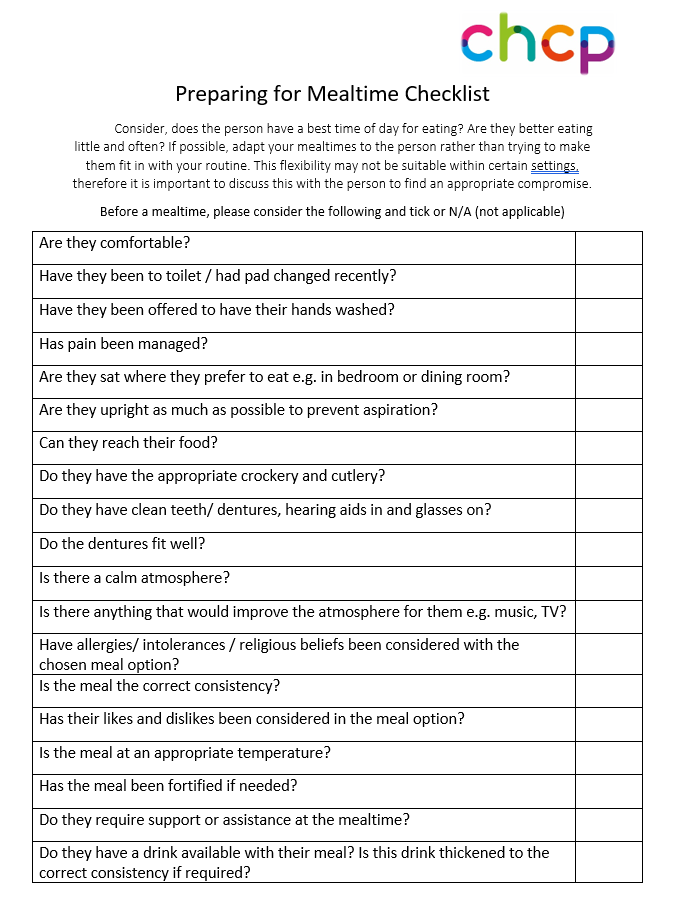 chcp
Preparing for Mealtime Checklist
Consider, does the person have a best time of day for eating? Are they better eating
little and often? If possible, adapt your mealtimes to the person rather than trying to make
them fit in with your routine. This flexibility may not be suitable within certain settings,
therefore it is important to discuss this with the person to find an appropriate compromise.
Before a mealtime, please consider the following and tick or N/A (not applicable)
Are they comfortable?
Have they been to toilet / had pad changed recently?
Have they been offered to have their hands washed?
Has pain been managed?
Are they sat where they prefer to eat e.g. in bedroom or dining room?
Are they upright as much as possible to prevent aspiration?
Can they reach their food?
Do they have the appropriate crockery and cutlery?
Do they have clean teeth/ dentures, hearing aids in and glasses on?
Do the dentures fit well?
Is there a calm atmosphere?
Is there anything that would improve the atmosphere for them e.g. music, TV?
Have allergies/ intolerances / religious beliefs been considered with the
chosen meal option?
Is the meal the correct consistency?
Has their likes and dislikes been considered in the meal option?
Is the meal at an appropriate temperature?
Has the meal been fortified if needed?
Do they require support or assistance at the mealtime?
Do they have a drink available with their meal? Is this drink thickened to the
correct consistency if required?